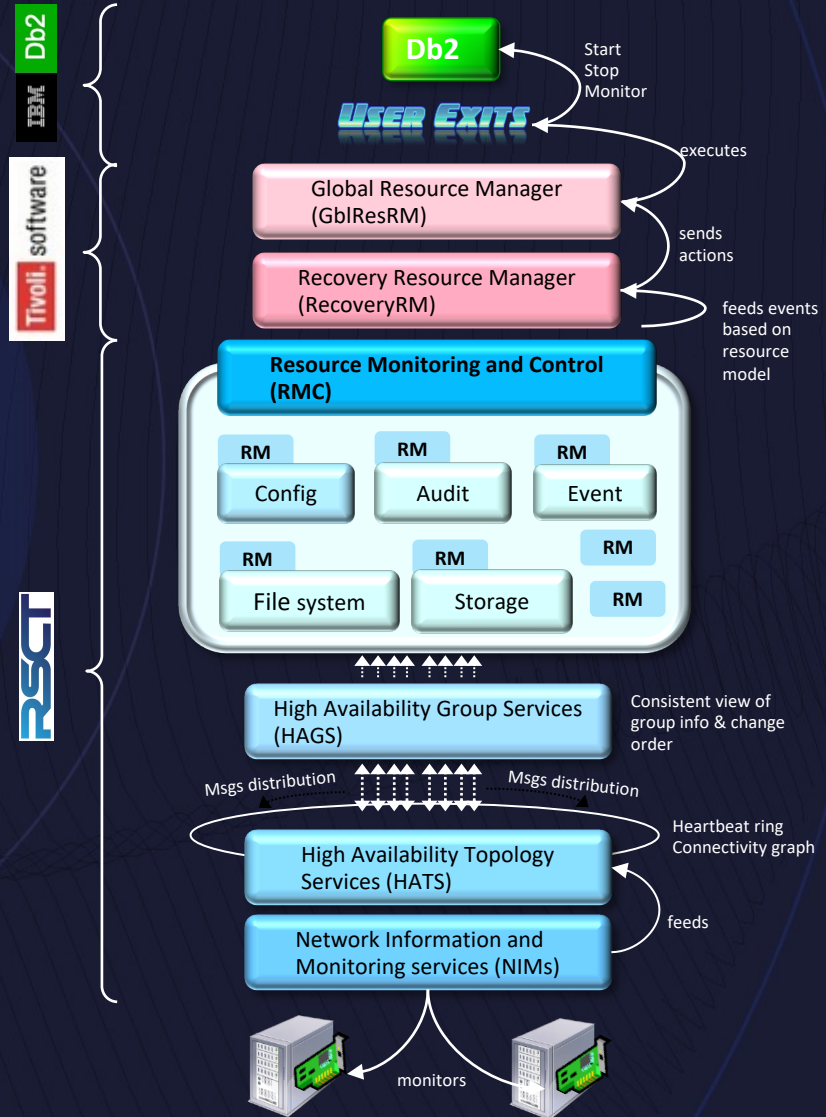 IBM Db2
Db2
Start
Stop
Monitor
USER EXITS
executes
Tivoli. software
Global Resource Manager
(GblResRM)
sends
actions
Recovery Resource Manager
(RecoveryRM)
feeds events
based on
resource
model
Resource Monitoring and Control
(RMC)
RM
Config
RM
Audit
RM
Event
RM
File system
RM
Storage
RM
RM
RSCT
High Availability Group Services
(HAGS)
Consistent view of
group info & change
order
Msgs distribution
Msgs distribution
Heartbeat ring
Connectivity graph
High Availability Topology
Services (HATS)
feeds
Network Information and
Monitoring services (NIMs)
monitors